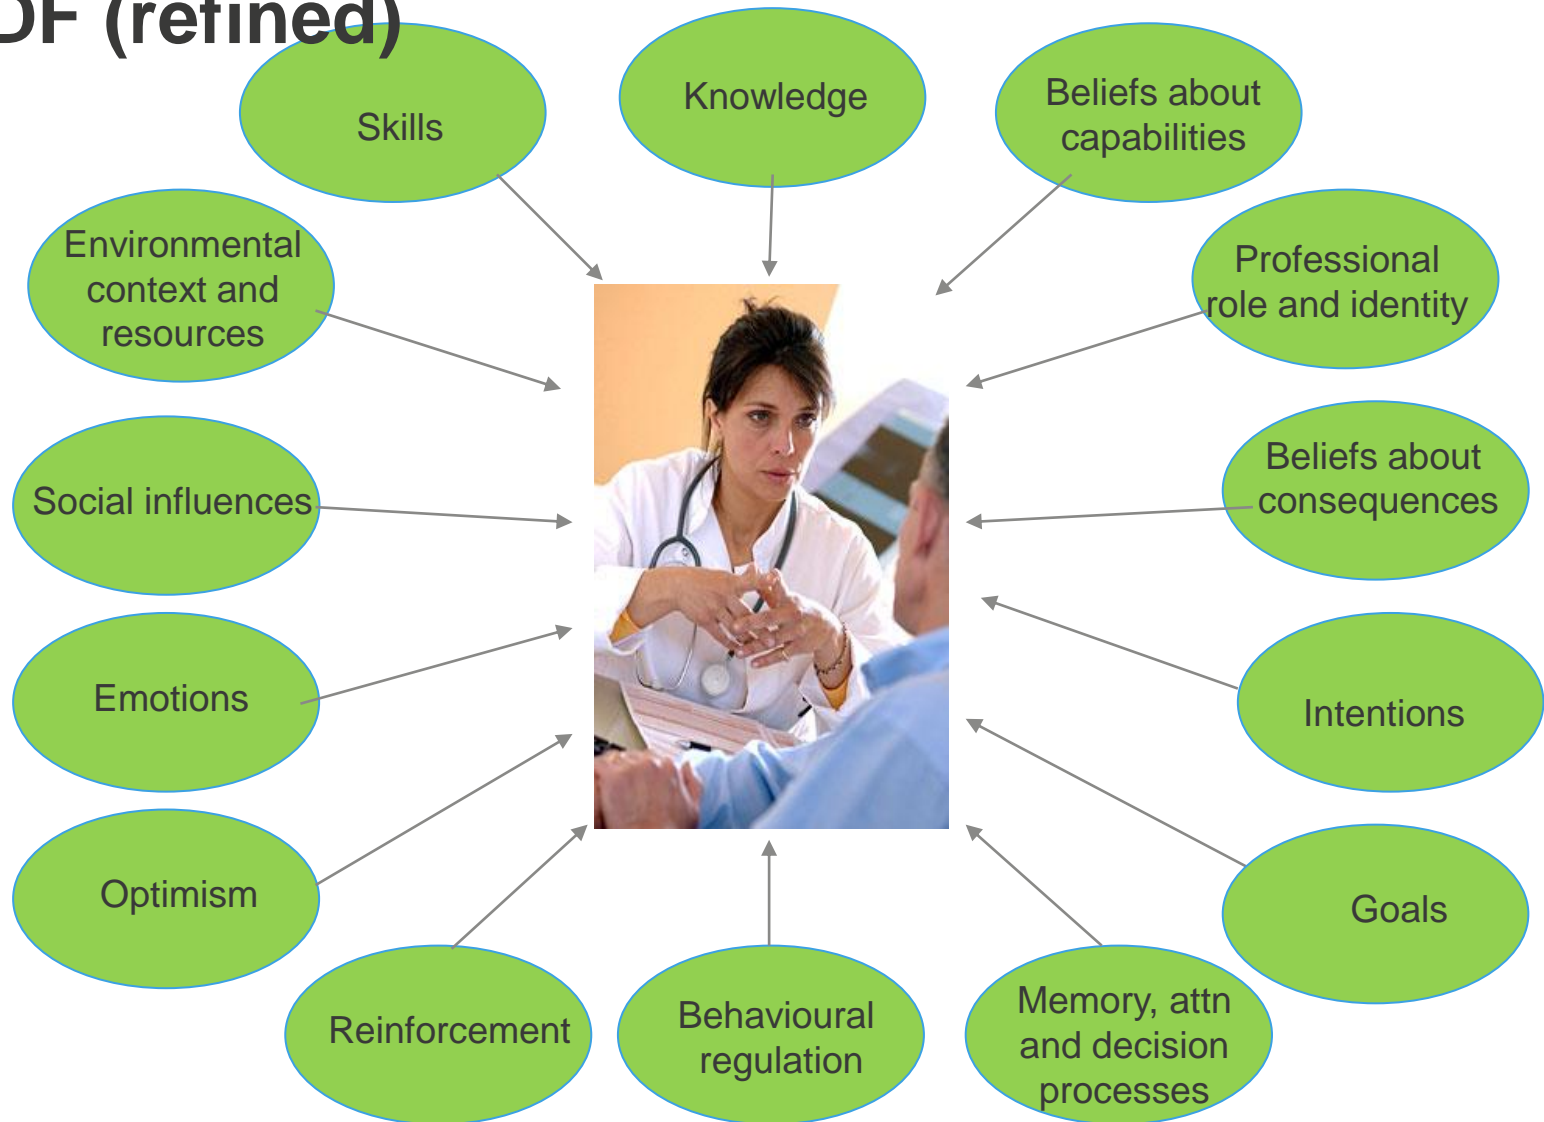 DF (refined)
Skills
Knowledge
Beliefs about
capabilities
Environmental
context and
resources
Professional
role and identity
Social influences
Beliefs about
consequences
Emotions
Intentions
Optimism
Goals
Reinforcement
Behavioural
regulation
Memory, attn
and decision
processes